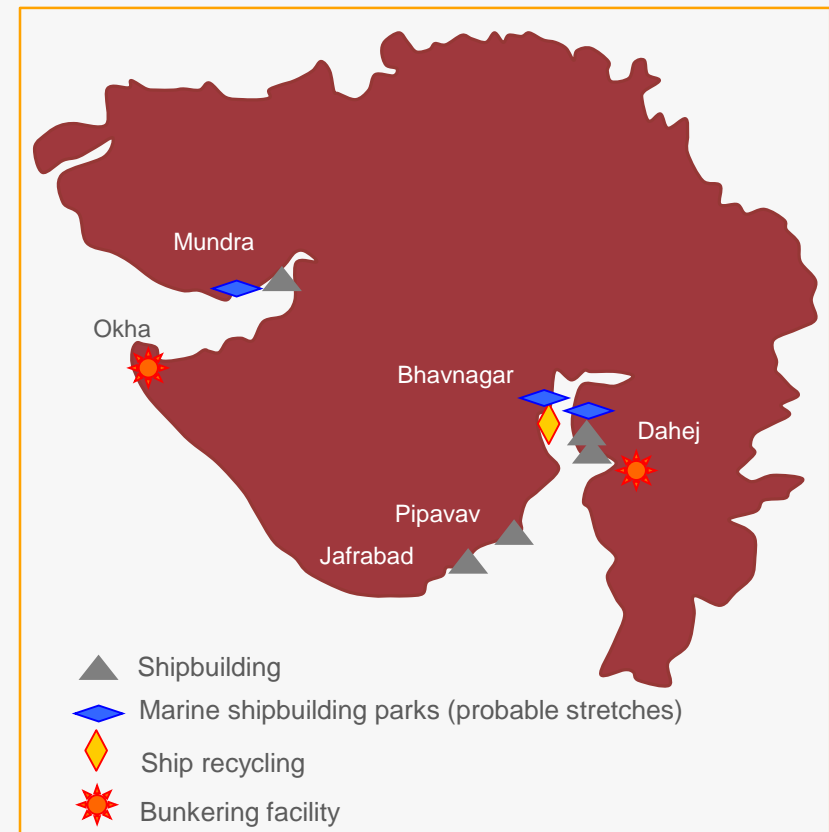 Mundra
Okha
Bhavnagar
Dahej
Pipavav
Jafrabad
Shipbuilding
Marine shipbuilding parks (probable stretches)
Ship recycling
Bunkering facility